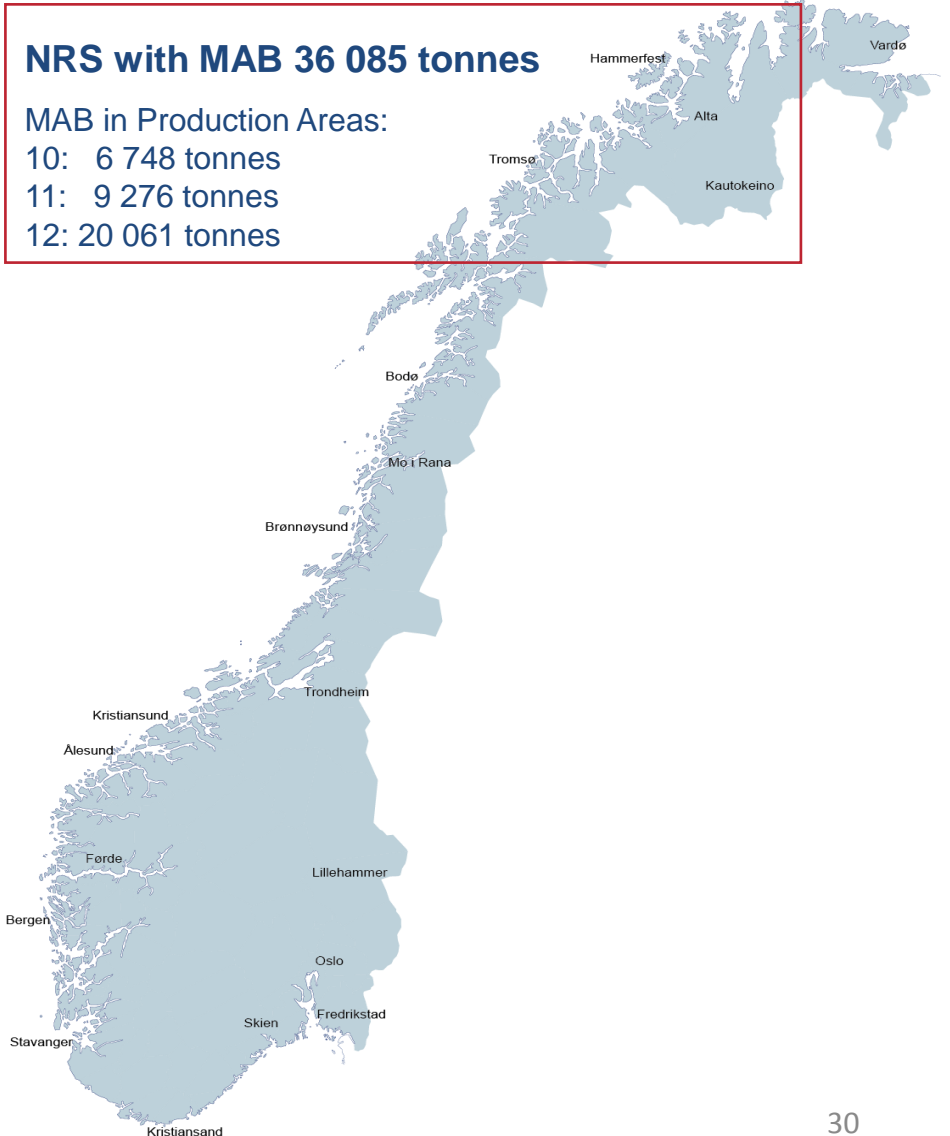 NRS with MAB 36 085 tonnes
MAB in Production Areas:
10: 6 748 tonnes
11: 9 276 tonnes
12: 20 061 tonnes
Vardø
Hammerfest
Alta
Tromsø
Kautokeino
Bodø
Mo i Rana
Brønnøysund
Trondheim
Kristiansund
Ålesund
Førde
Lillehammer
Bergen
Oslo
Fredrikstad
Skien
Stavanger
Kristiansand
30